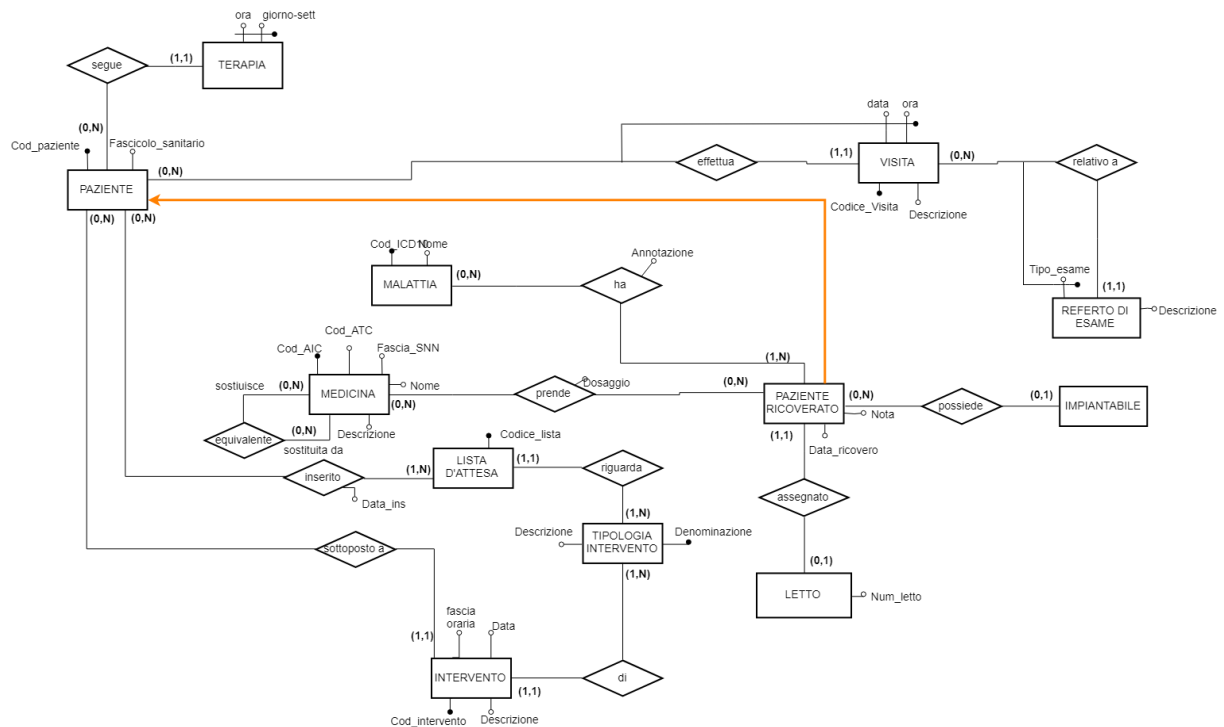 ora
giorno-sett
segue
(1,1)
TERAPIA
(0,N)
Cod_paziente
Fascicolo_sanitario
(0,N)
PAZIENTE
(0,N)
(0,N)
data
ora
effettua
(1,1)
VISITA
(0,N)
relativo a
Codice_Visita
Descrizione
Tipo_esame
(1,1)
REFERTO DI
ESAME
Descrizione
Cod_ICD10
Nome
MALATTIA
(0,N)
Annotazione
ha
(1,N)
Cod_ATC
Cod_AIC
Fascia_SNN
sostiuisce
(0,N)
MEDICINA
Nome
(0,N)
Descrizione
equivalente
(0,N)
sostituita da
prende
Dosaggio
(0,N)
PAZIENTE
RICOVERATO
(0,N)
Nota
(1,1)
Data_ricovero
possiede
(0,1)
IMPIANTABILE
Codice_lista
inserito
(1,N)
LISTA
D'ATTESA
(1,1)
riguarda
Data_ins
assegnato
(1,N)
Descrizione
TIPOLOGIA
INTERVENTO
Denominazione
(1,N)
sottoposto a
(0,1)
LETTO
Num_letto
fascia
oraria
Data
(1,1)
INTERVENTO
(1,1)
di
Cod_intervento
Descrizione